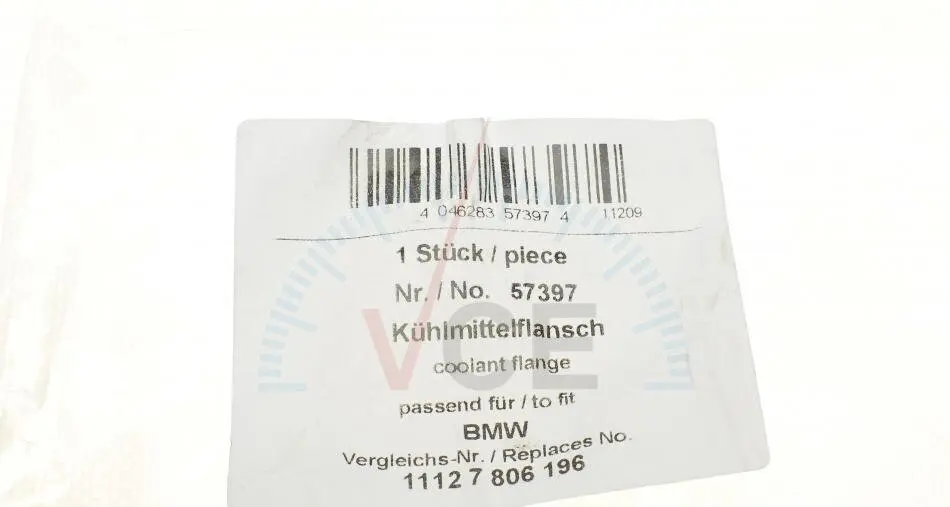 4 046283 57397 4 11209
1 Stück / piece
Nr. / No. 57397
Kühlmittelflansch
VCE
coolant flange
passend für / to fit
BMW
Vergleichs-Nr. / Replaces No.
1112 7 806 196